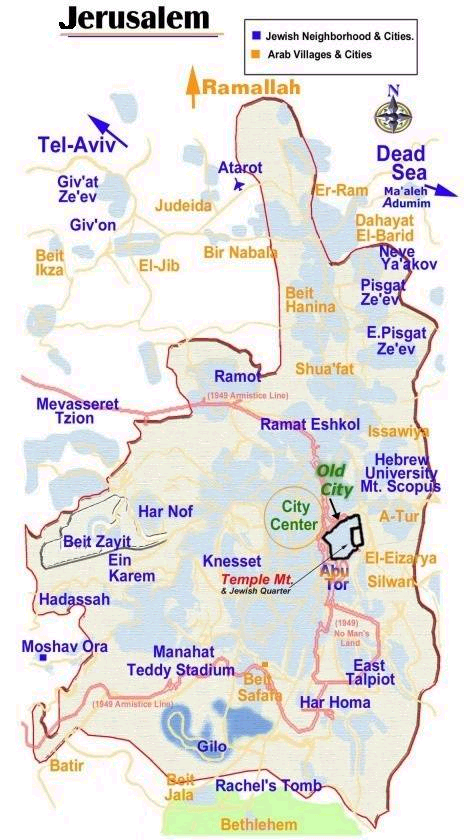 Jerusalem
Jewish Neighborhood & Cities.
Arab Villages & Cities
Ramallah
N
Tel-Aviv
Dead
Sea
Atarot
Giv'at
Ze'ev
Er-Ram
Ma'aleh
Adumim
Judeida
Giv'on
Dahayat
El-Barid
Bir Nabala
Neve
Ya'akov
Beit
Ikza
El-Jib
Pisgat
Ze'ev
Beit
Hanina
E.Pisgat
Ze'ev
Shua'fat
Ramot
(1949 Armistice Line)
Mevasseret
Tzion
Ramat Eshkol
Issawiya
Hebrew
University
Mt. Scopus
Old
City
City
Center
Har Nof
A-Tur
Beit Zayit
Ein
Karem
Knesset
El-Eizarya
Temple Mt.
& Jewish Quarter
Abu
Tor
Silwan
Hadassah
(1949)
No Man's
Land
Moshav Ora
Manahat
Teddy Stadium
East
Talpiot
Beit
Safafa
(1949 Armistice Line)
Har Homa
Gilo
Batir
Beit
Jala
Rachel's Tomb
Bethlehem